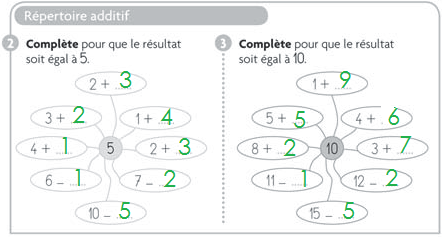 Répertoire additif
2 Complète pour que le résultat
soit égal à 5.
2 + 3
3 + 2
1 + 4
4 + 1
5
2 + 3
6 – 1
7 – 2
10 – 5
3 Complète pour que le résultat
soit égal à 10.
1 + 9
5 + 5
4 + 6
8 + 2
10
3 + 7
11 – 1
12 – 2
15 – 5